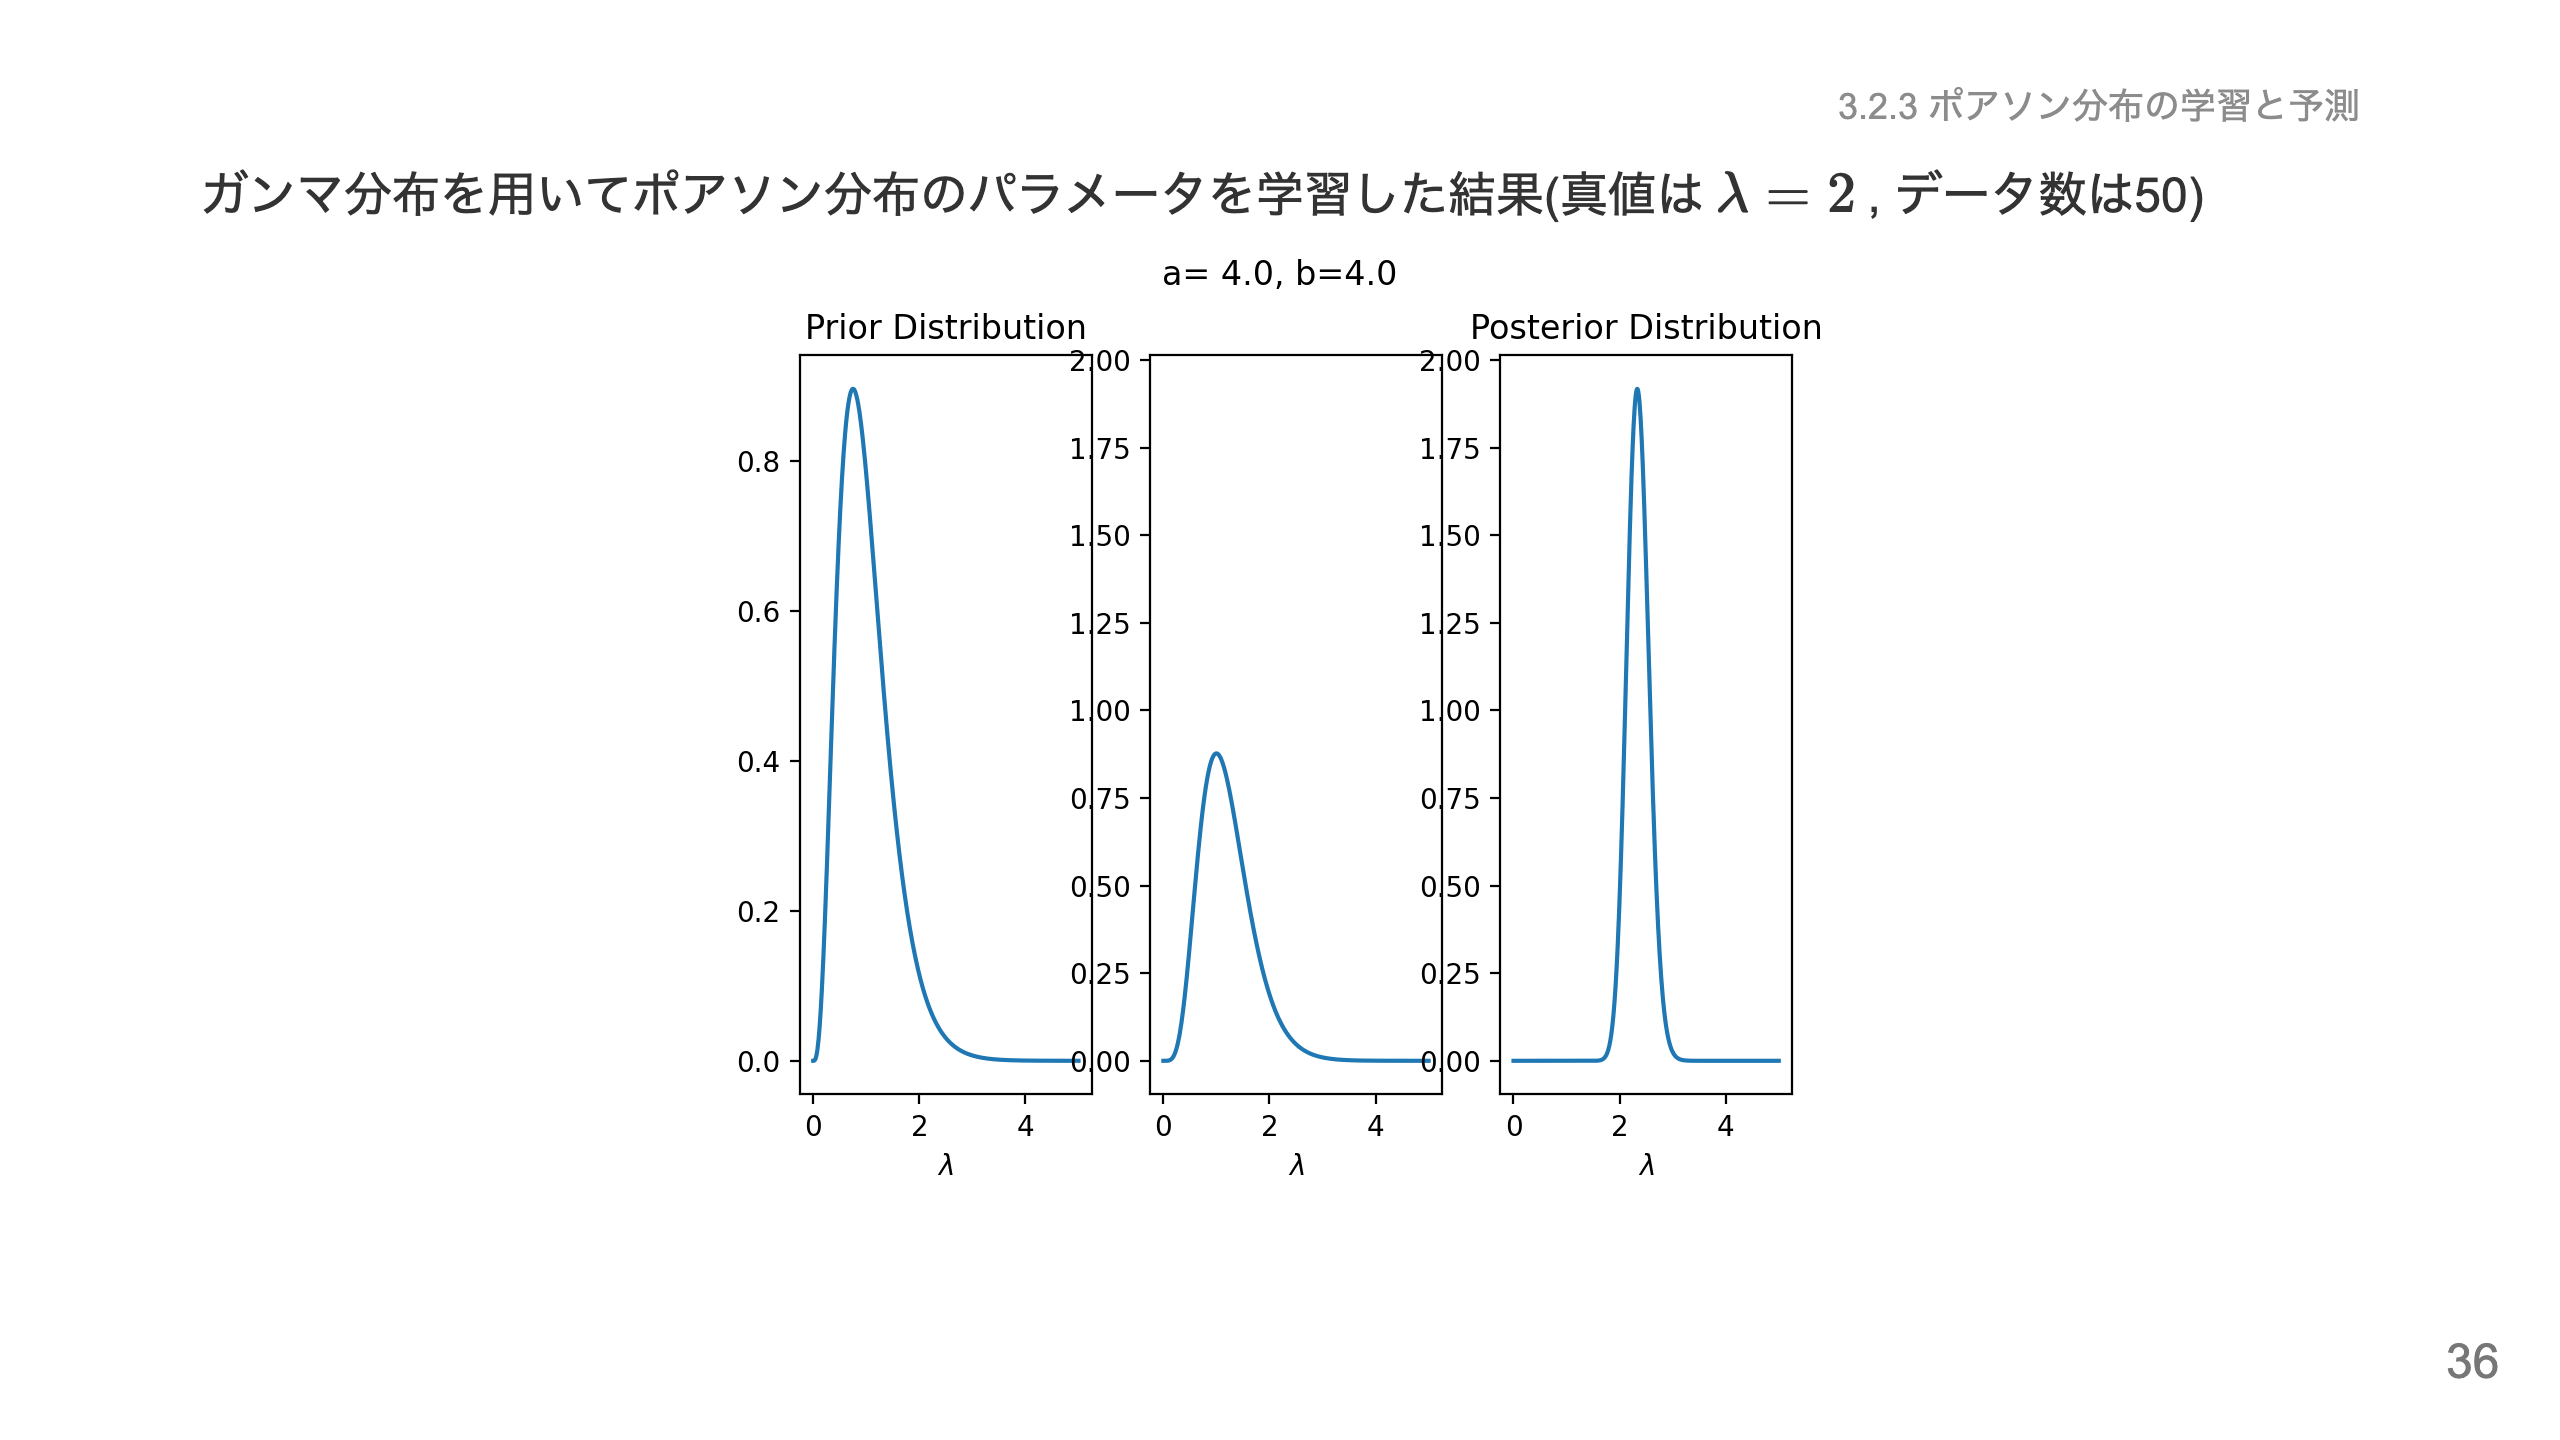 3.2.3 ポアソン分布の学習と予測
ガンマ分布を用いてポアソン分布のパラメータを学習した結果(真値は λ = 2 , データ数は50)
a= 4.0, b=4.0
Prior Distribution
0.8
0.6
0.4
0.2
0.0
0 2 4
λ
2.00
1.75
1.50
1.25
1.00
0.75
0.50
0.25
0.00
0 2 4
λ
Posterior Distribution
2.00
1.75
1.50
1.25
1.00
0.75
0.50
0.25
0.00
0 2 4
λ
36